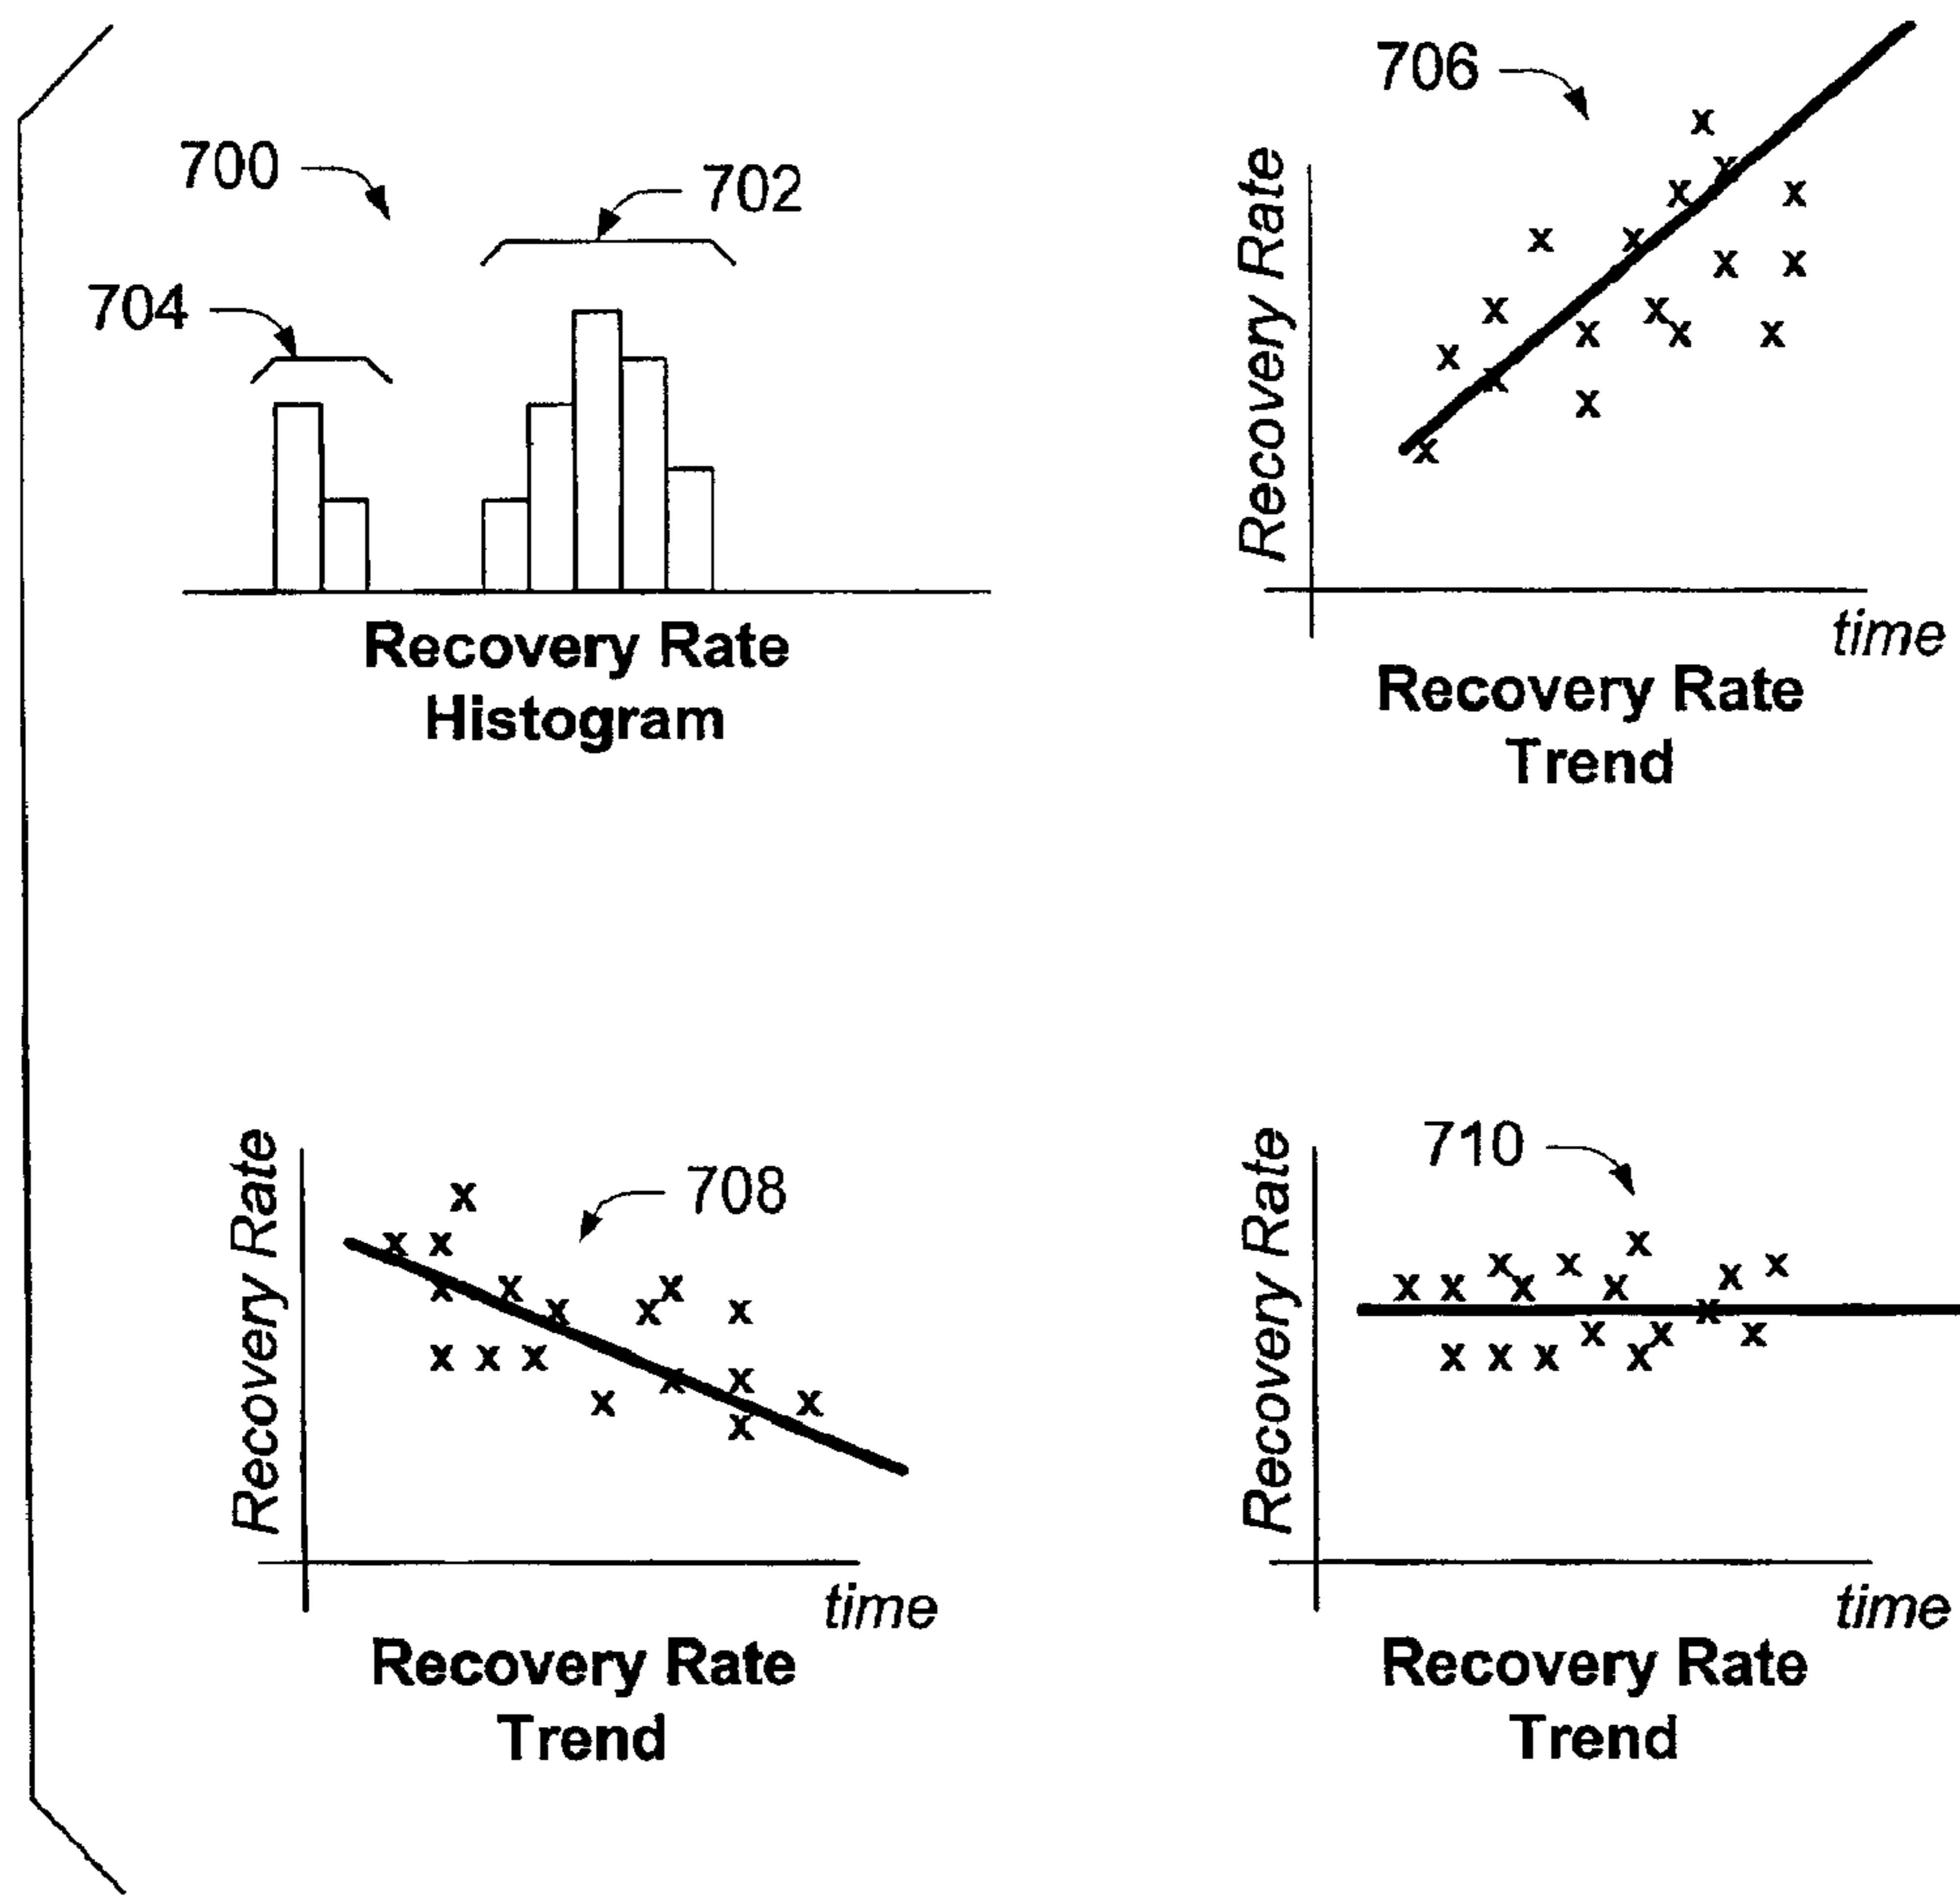 700
702
704
Recovery Rate
Histogram
706
Recovery Rate
time
Recovery Rate
Trend
708
Recovery Rate
time
Recovery Rate
Trend
710
Recovery Rate
time
Recovery Rate
Trend